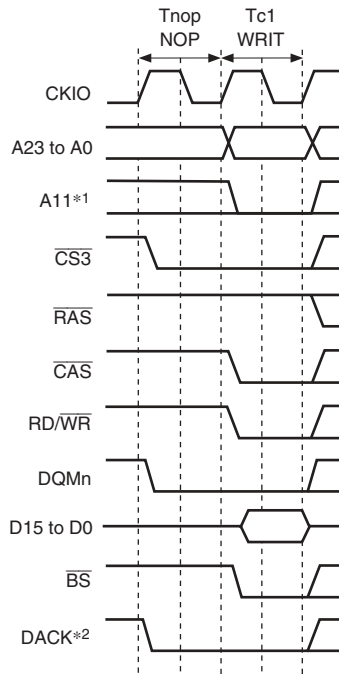 Tnop Tc1
NOP WRIT
CKIO
A23 to A0
A11*1
CS3
RAS
CAS
RD/WR
DQMn
D15 to D0
BS
DACK*2